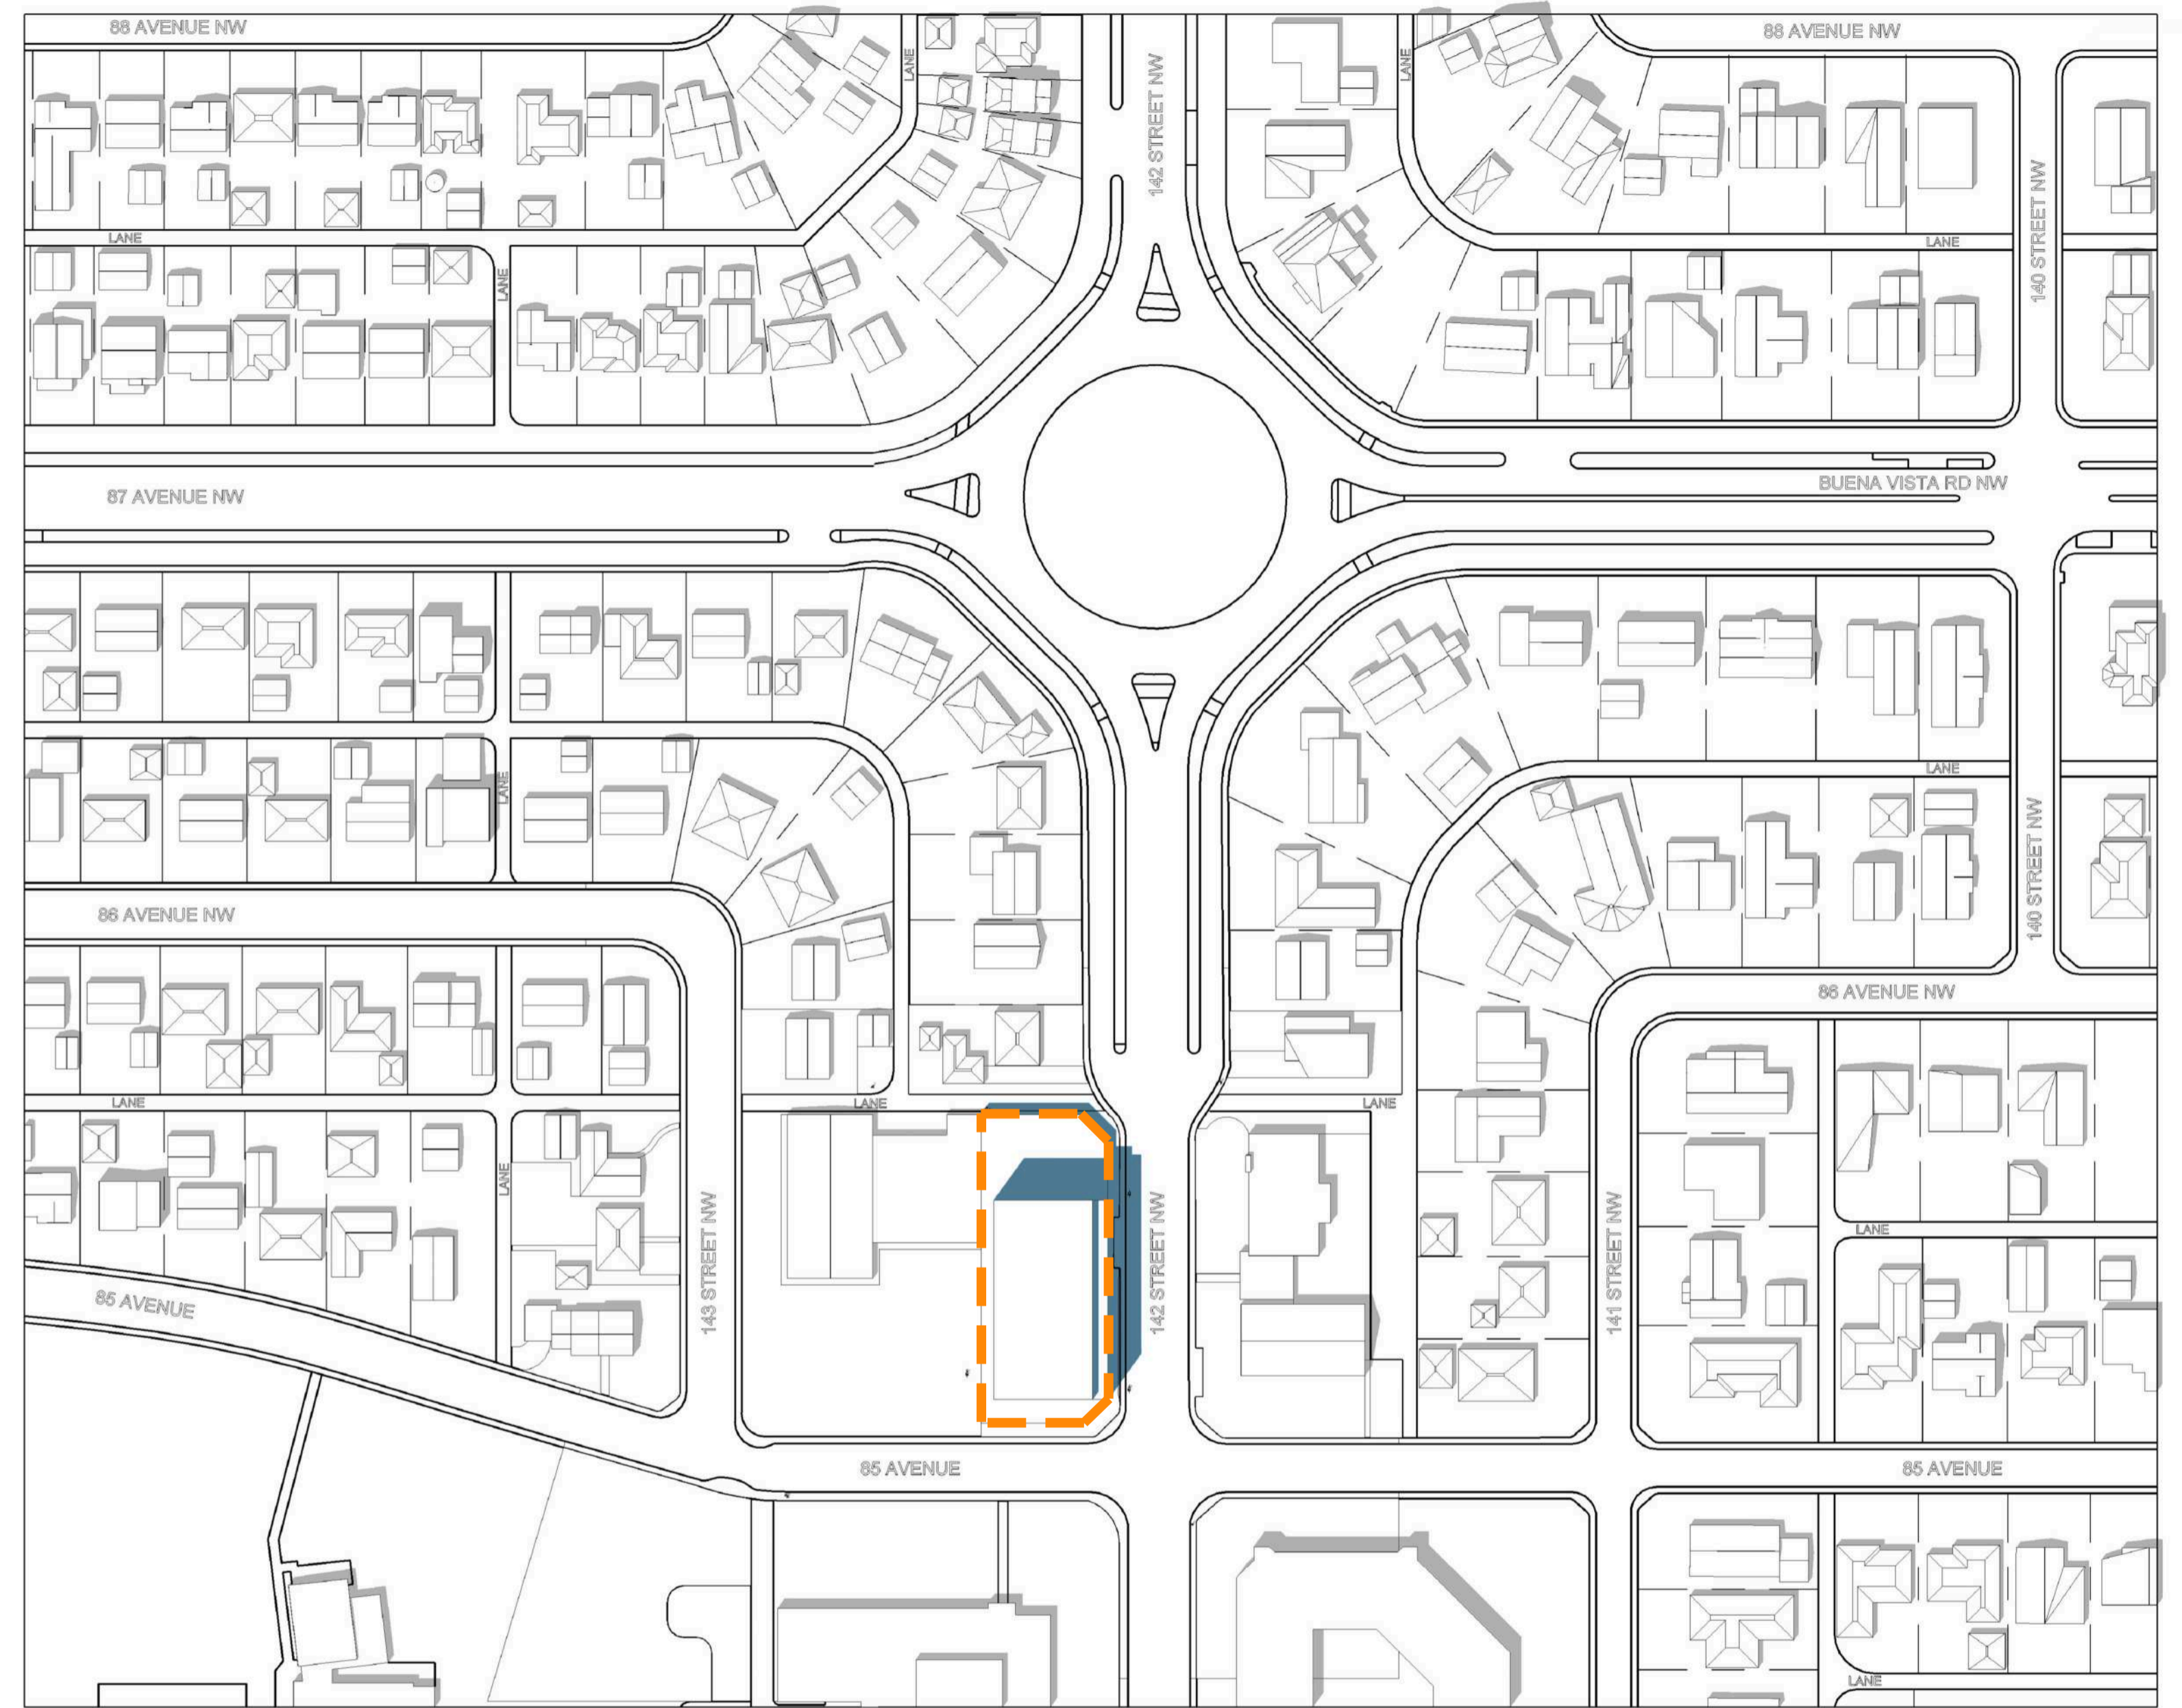 88 AVENUE NW
88 AVENUE NW
LANE
LANE
142 STREET NW
140 STREET NW
LANE
LANE
LANE
BUENA VISTA RD NW
87 AVENUE NW
LANE
LANE
140 STREET NW
86 AVENUE NW
86 AVENUE NW
LANE
LANE
LANE
LANE
143 STREET NW
142 STREET NW
141 STREET NW
LANE
85 AVENUE
85 AVENUE
85 AVENUE
LANE